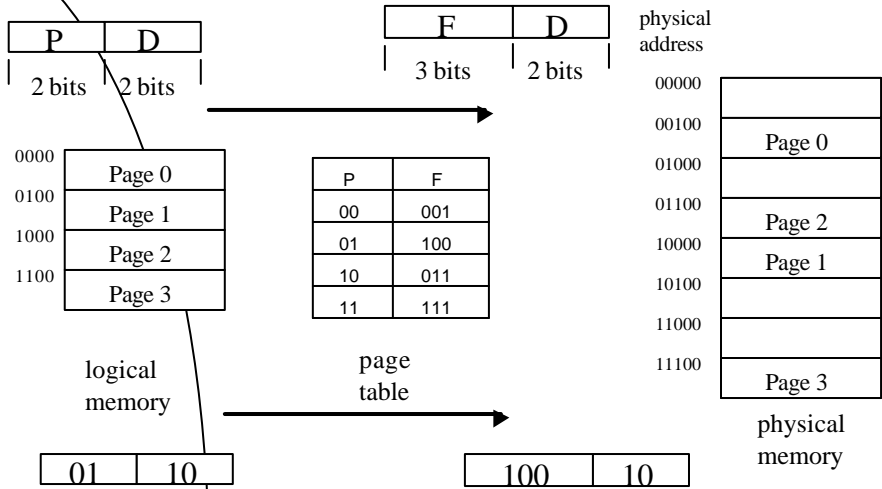 P D
2 bits 2 bits
F D
3 bits 2 bits
physical
address
0000
0100
1000
1100
Page 0
Page 1
Page 2
Page 3
logical
memory
P F
00 001
01 100
10 011
11 111
page
table
00000
00100
01000
01100
10000
10100
11000
11100
Page 0
Page 2
Page 1
Page 3
physical
memory
01 10
100 10